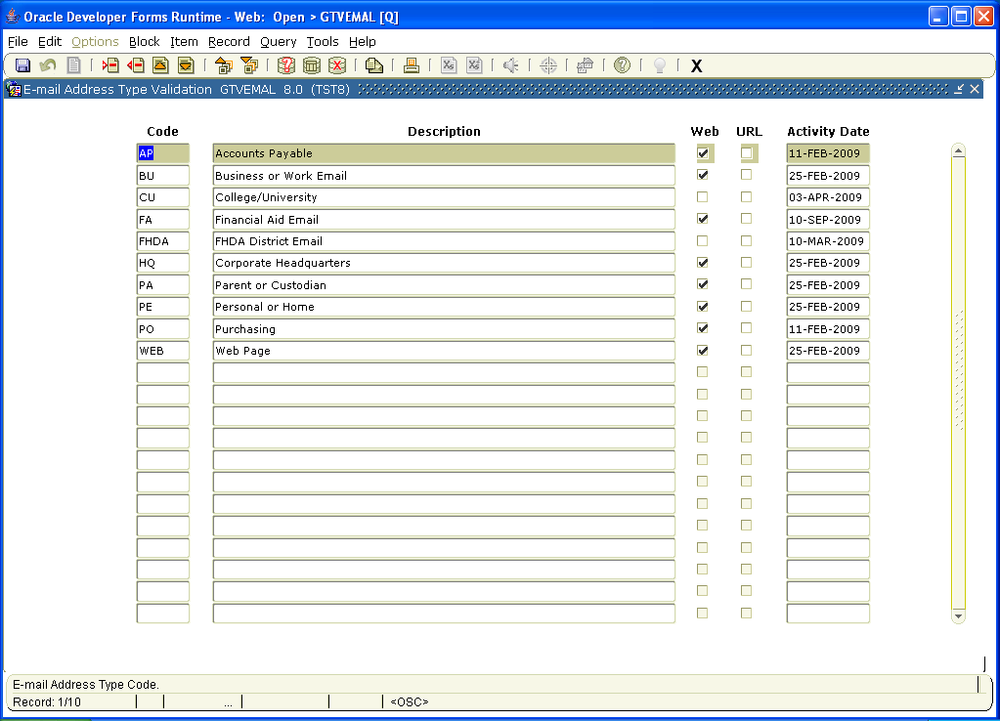 Oracle Developer Forms Runtime - Web: Open > GTVEMAL [Q]
File Edit Options Block Item Record Query Tools Help
X
E-mail Address Type Validation GTVEMAL 8.0 (TST8)
Code Description Web URL Activity Date
AP Accounts Payable 11-FEB-2009
BU Business or Work Email 25-FEB-2009
CU College/University 03-APR-2009
FA Financial Aid Email 10-SEP-2009
FHDA FHDA District Email 10-MAR-2009
HQ Corporate Headquarters 25-FEB-2009
PA Parent or Custodian 25-FEB-2009
PE Personal or Home 25-FEB-2009
PO Purchasing 11-FEB-2009
WEB Web Page 25-FEB-2009
E-mail Address Type Code.
Record: 1/10 ... <OSC>